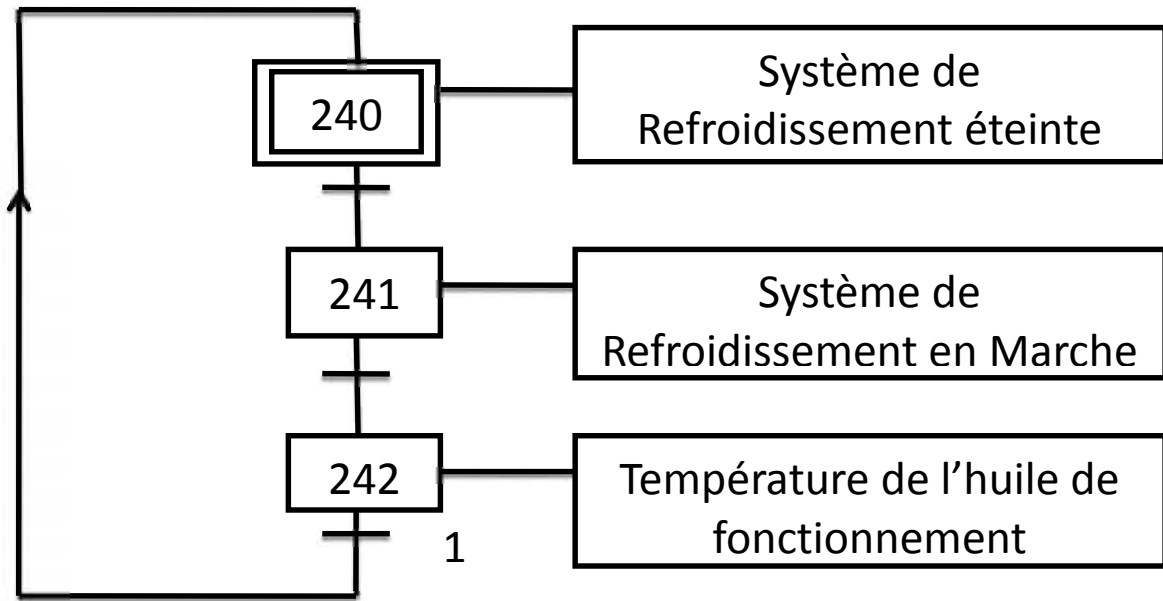 240
Système de
Refroidissement éteinte
241
Système de
Refroidissement en Marche
242
Température de l’huile de
fonctionnement
1